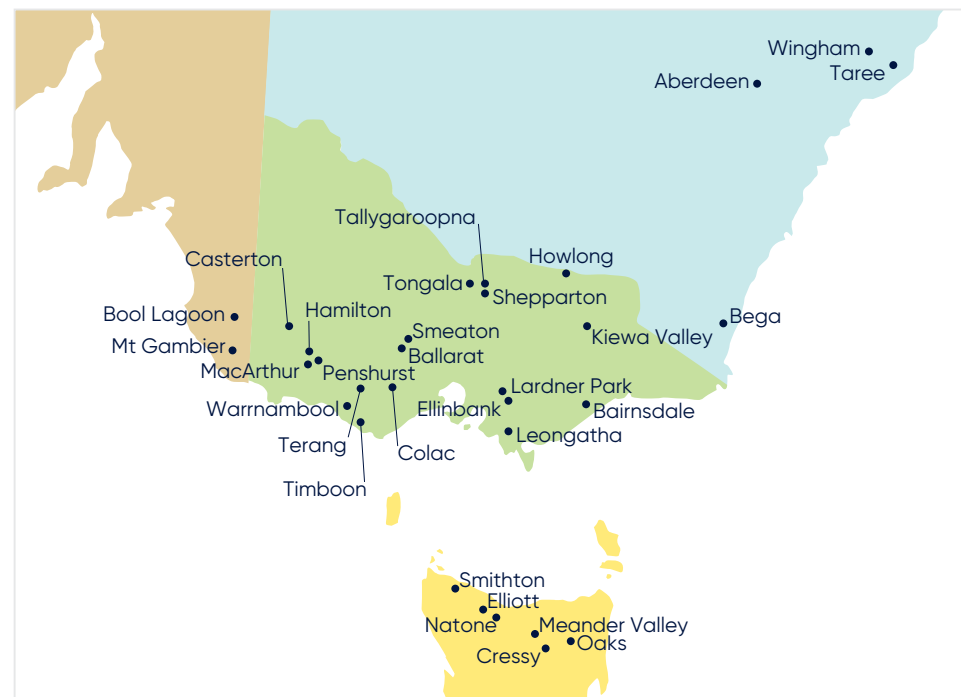 Wingham
Taree
Aberdeen
Tallygaroopna
Casterton
Howlong
Tongala
Shepparton
Hamilton
Bool Lagoon
Bega
Smeaton
Kiewa Valley
Mt Gambier
Ballarat
MacArthur
Penshurst
Lardner Park
Warrnambool
Ellinbank
Bairnsdale
Leongatha
Terang
Colac
Timboon
Smithton
Elliott
Natone
Meander Valley
Oaks
Cressy